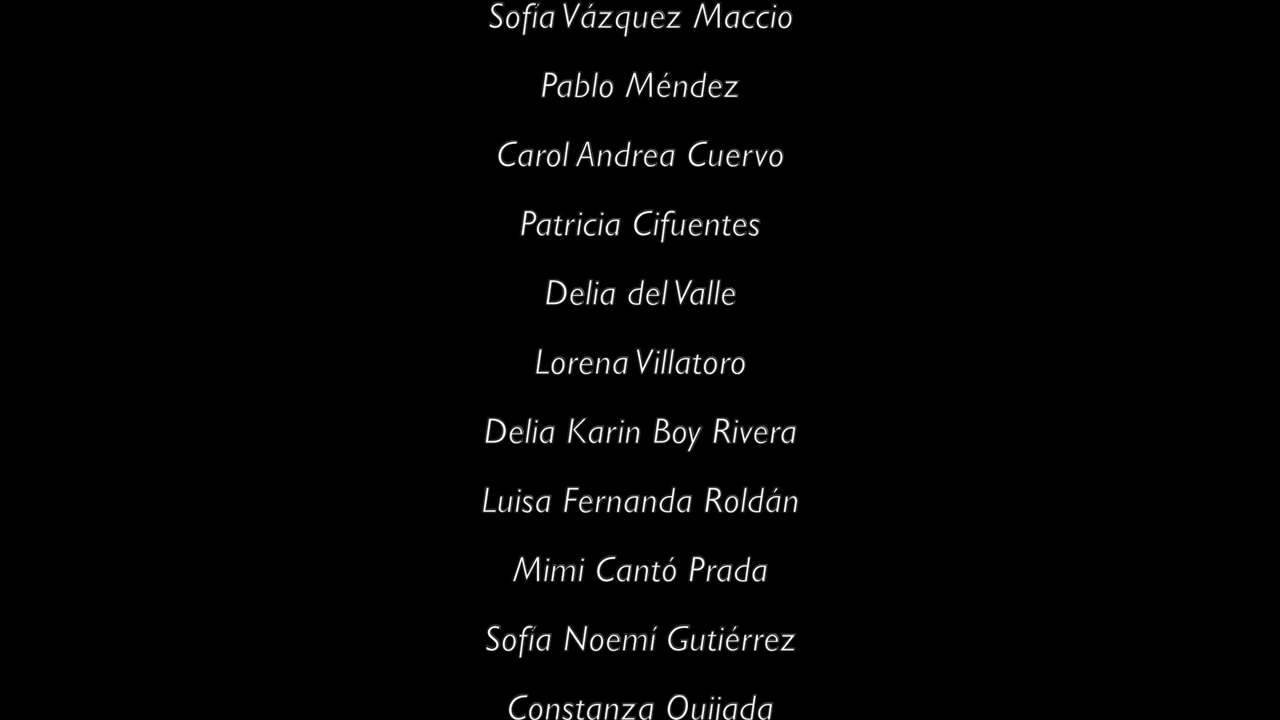 Sofía Vázquez Maccio
Pablo Méndez
Carol Andrea Cuervo
Patricia Cifuentes
Delia del Valle
Lorena Villatoro
Delia Karin Boy Rivera
Luisa Fernanda Roldán
Mimi Cantó Prada
Sofía Noemí Gutiérrez
Constanza Quijada